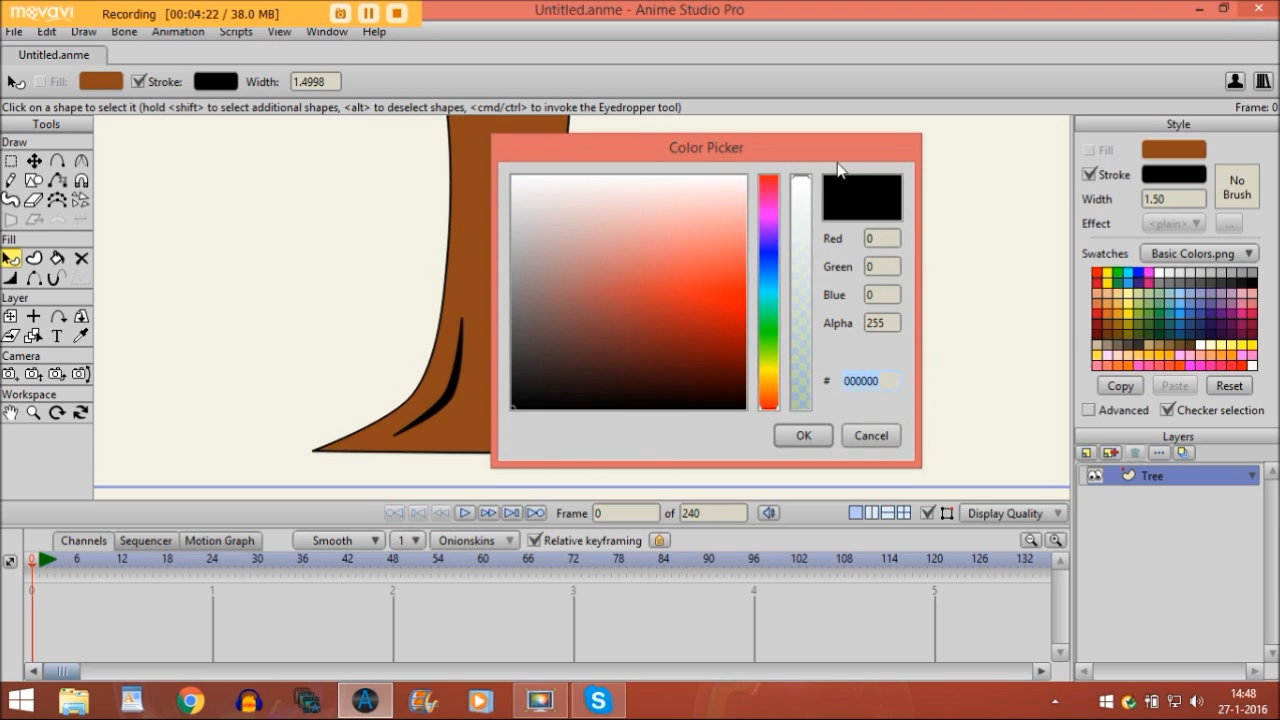 movavi Recording [00:04:22 / 38.0 MB]
Untitled.anme - Anime Studio Pro
File Edit Draw Bone Animation Scripts View Window Help
Untitled.anme
Fill: Stroke: Width: 1.4998
Click on a shape to select it (hold <shift> to select additional shapes, <alt> to deselect shapes, <cmd/ctrl> to invoke the Eyedropper tool)
Frame: 0
Tools
Draw
Fill
Layer
T
Camera
Workspace
Color Picker
Red 0
Green 0
Blue 0
Alpha 255
# 000000
OK Cancel
Style
Fill
Stroke
Width 1.50
No
Brush
Effect <plain> ...
Swatches Basic Colors.png
Copy Paste Reset
Advanced Checker selection
Layers
Tree
Frame 0 of 240
Display Quality
Channels Sequencer Motion Graph Smooth 1 Onionskins Relative keyframing
0 6 12 18 24 30 36 42 48 54 60 66 72 78 84 90 96 102 108 114 120 126 132
0 1 2 3 4 5
14:48
27-1-2016